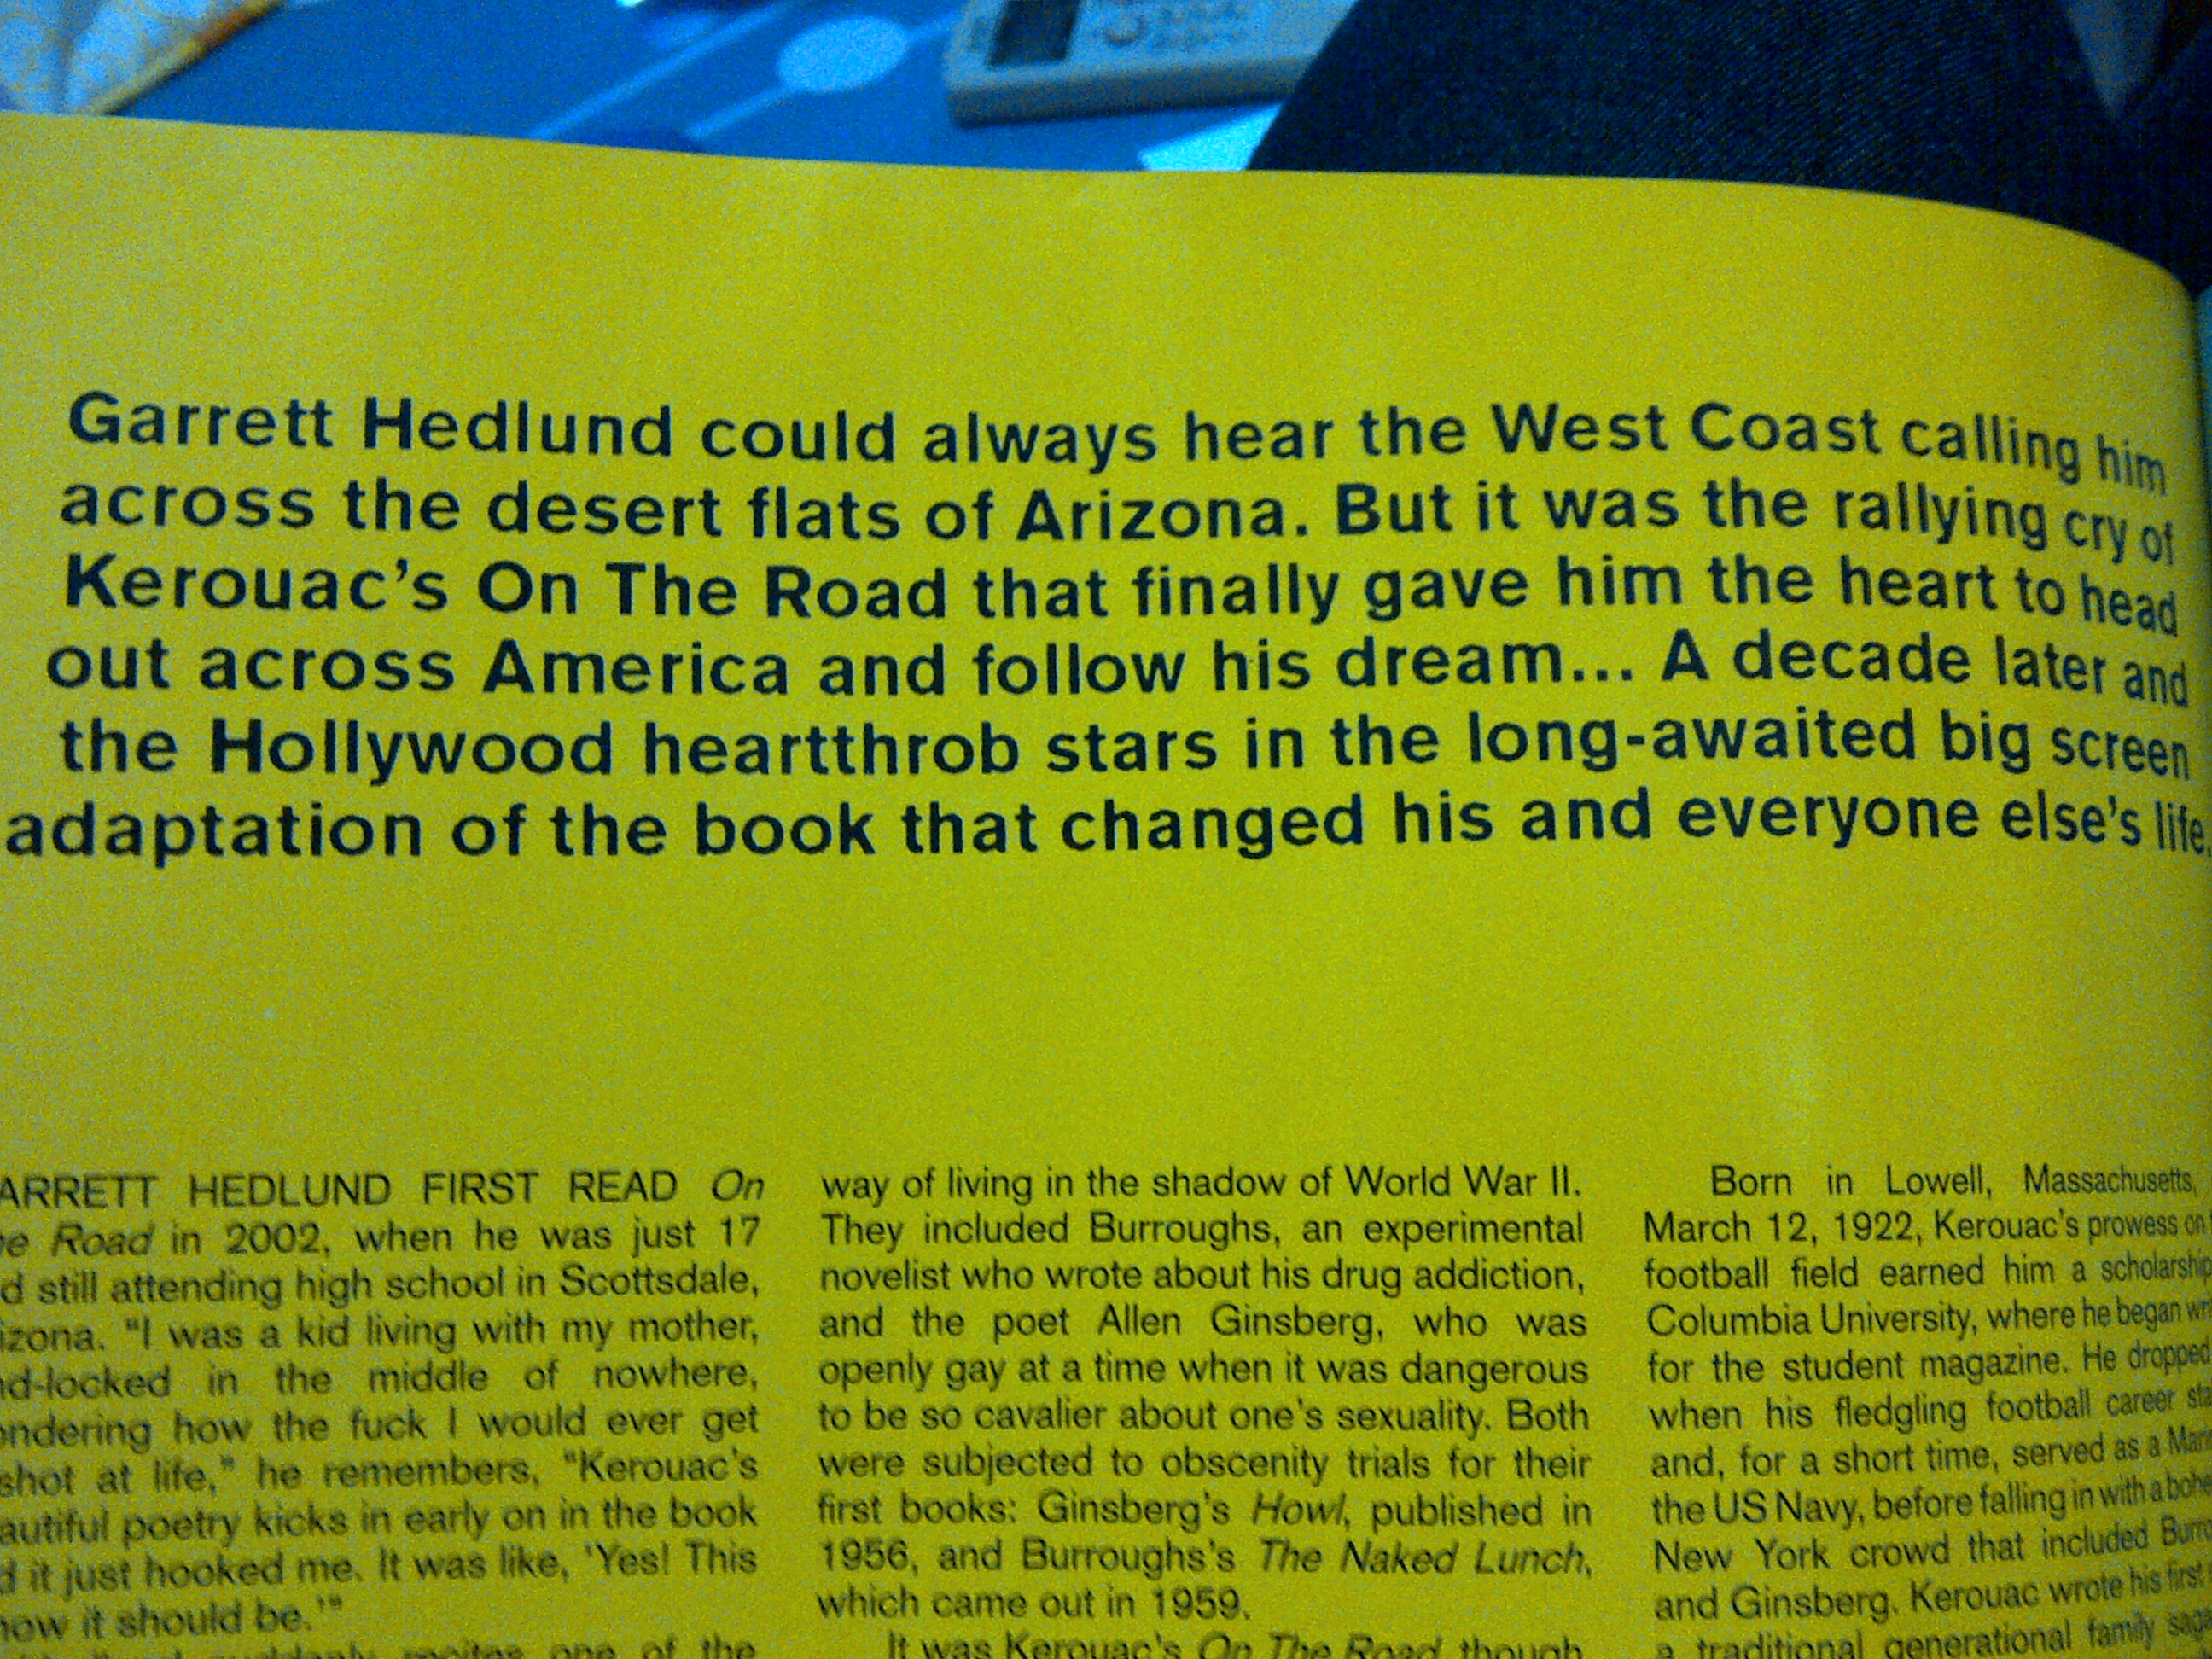 Garrett Hedlund could always hear the West Coast calling him
across the desert flats of Arizona. But it was the rallying cry of
Kerouac's On The Road that finally gave him the heart to head
out across America and follow his dream... A decade later and
the Hollywood heartthrob stars in the long-awaited big screen
adaptation of the book that changed his and everyone else's life.
ARRETT HEDLUND FIRST READ On
e Road in 2002, when he was just 17
d still attending high school in Scottsdale,
izona. "I was a kid living with my mother,
d-locked in the middle of nowhere,
ndering how the fuck I would ever get
shot at life," he remembers, "Kerouac's
autiful poetry kicks in early on in the book
d it just hooked me. It was like, 'Yes! This
how it should be.'"
suddenly recites one of the
way of living in the shadow of World War II.
They included Burroughs, an experimental
novelist who wrote about his drug addiction,
and the poet Allen Ginsberg, who was
openly gay at a time when it was dangerous
to be so cavalier about one's sexuality. Both
were subjected to obscenity trials for their
first books: Ginsberg's Howl, published in
1956, and Burroughs's The Naked Lunch,
which came out in 1959.
It was Kerouac's On The Road, though
Born in Lowell, Massachusetts,
March 12, 1922, Kerouac's prowess on
football field earned him a scholarship
Columbia University, where he began wr
for the student magazine. He dropped
when his fledgling football career sta
and, for a short time, served as a Mar
the US Navy, before falling in with a bohe
New York crowd that included Burr
and Ginsberg. Kerouac wrote his first
a traditional generational family saga